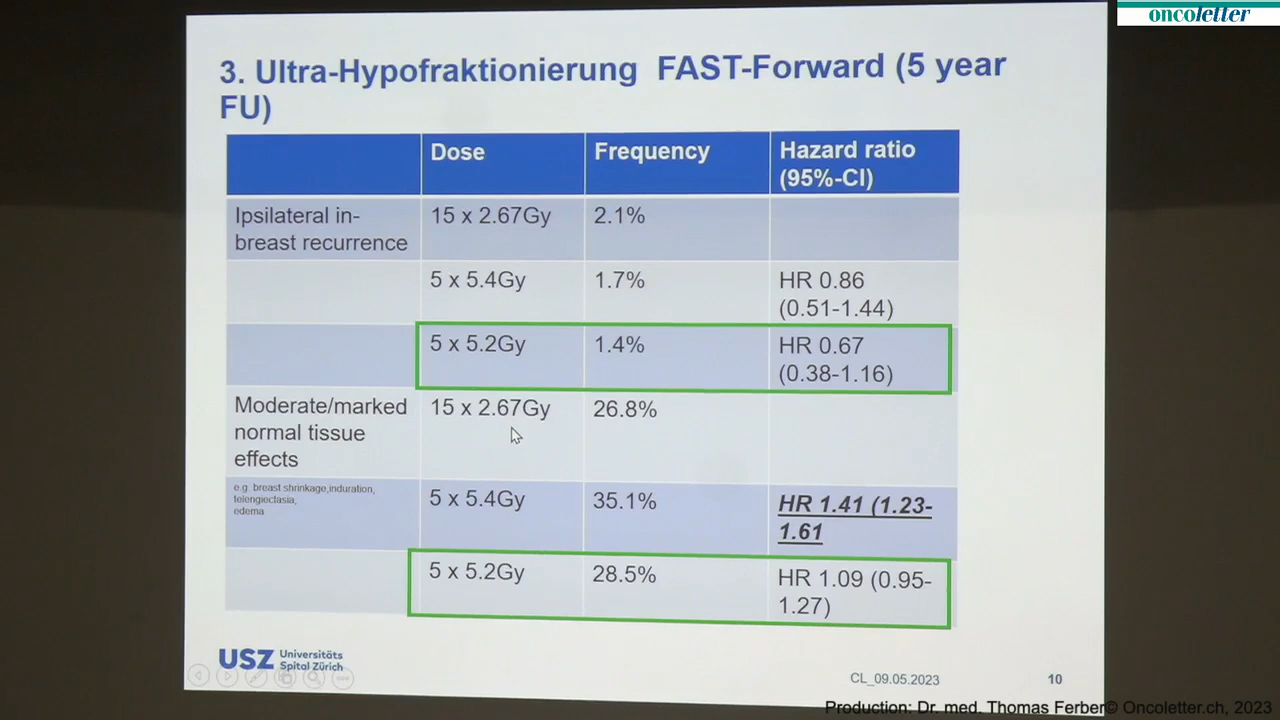 oncoletter
3. Ultra-Hypofraktionierung FAST-Forward (5 year
FU)
Dose
Frequency
Hazard ratio
(95%-CI)
Ipsilateral in-
breast recurrence
15 x 2.67Gy
2.1%
5 x 5.4Gy
1.7%
HR 0.86
(0.51-1.44)
5 x 5.2Gy
1.4%
HR 0.67
(0.38-1.16)
Moderate/marked
normal tissue
effects
15 x 2.67Gy
26.8%
e.g. breast shrinkage,induration,
telengiectasia,
edema
5 x 5.4Gy
35.1%
HR 1.41 (1.23-
1.61
5 x 5.2Gy
28.5%
HR 1.09 (0.95-
1.27)
USZ Universitäts
Spital Zürich
CL_09.05.2023
10
Production: Dr. med. Thomas Ferber© Oncoletter.ch, 2023